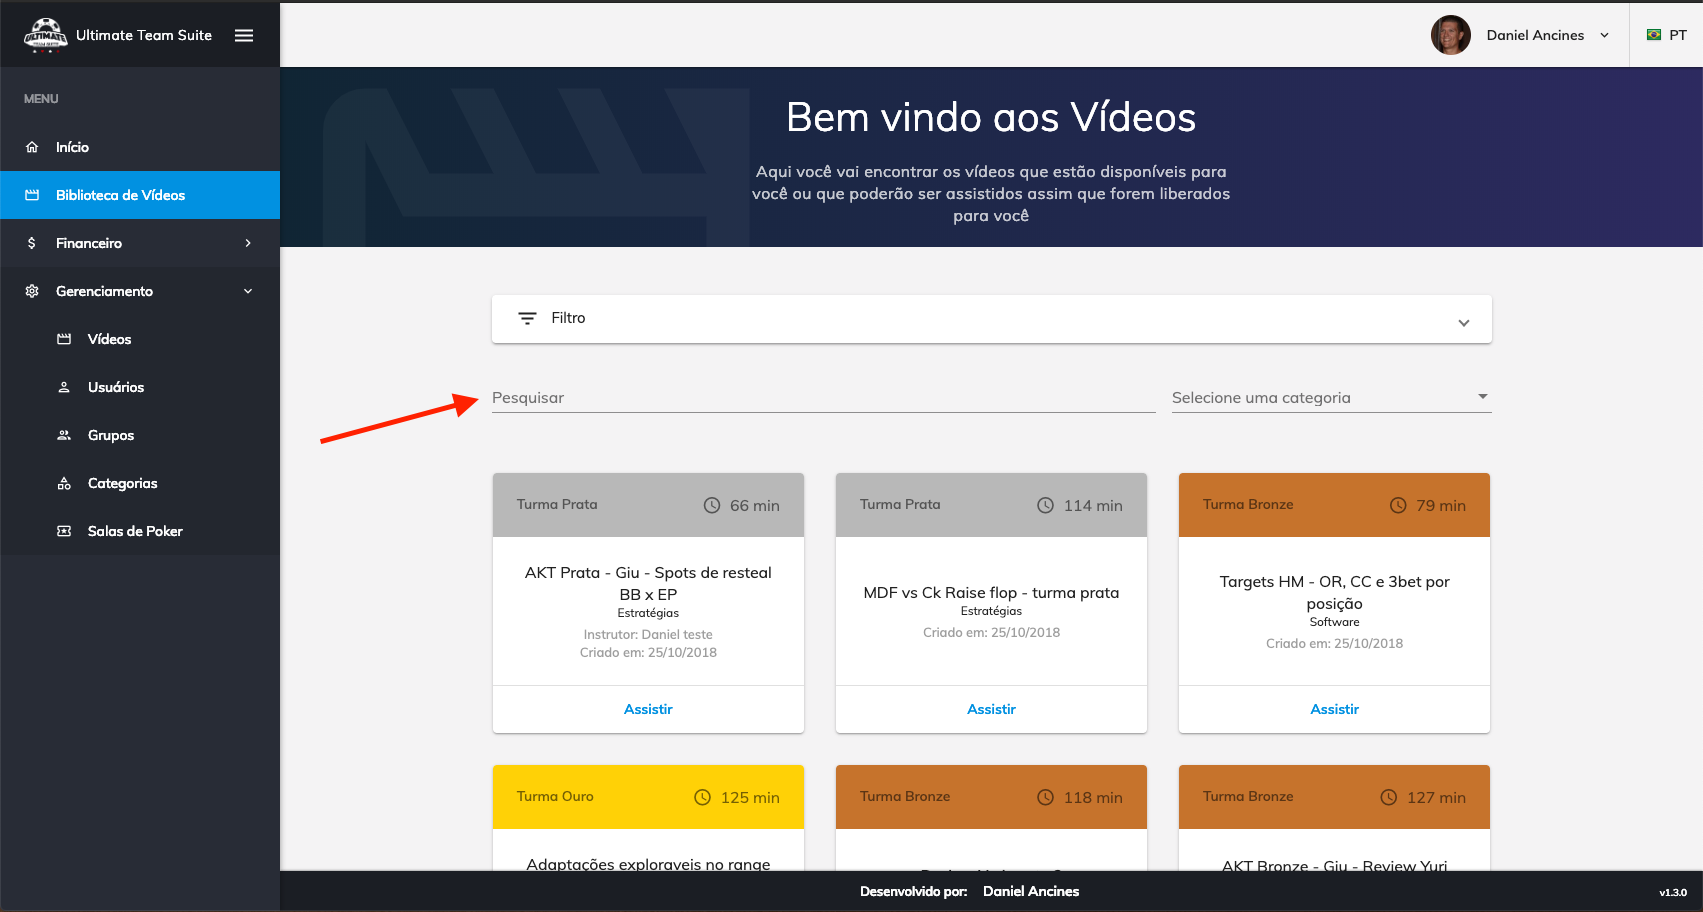 ULTIMATE
TEAM SUITE
Ultimate Team Suite
Daniel Ancines
PT
MENU
Início
Biblioteca de Vídeos
Financeiro
Gerenciamento
Vídeos
Usuários
Grupos
Categorias
Salas de Poker
Bem vindo aos Vídeos
Aqui você vai encontrar os vídeos que estão disponíveis para
você ou que poderão ser assistidos assim que forem liberados
para você
Filtro
Pesquisar
Selecione uma categoria
Turma Prata
66 min
AKT Prata - Giu - Spots de resteal
BB x EP
Estratégias
Instrutor: Daniel teste
Criado em: 25/10/2018
Assistir
Turma Prata
114 min
MDF vs Ck Raise flop - turma prata
Estratégias
Criado em: 25/10/2018
Assistir
Turma Bronze
79 min
Targets HM - OR, CC e 3bet por
posição
Software
Criado em: 25/10/2018
Assistir
Turma Ouro
125 min
Adaptações exploraveis no range
Turma Bronze
118 min
Turma Bronze
127 min
AKT Bronze - Giu - Review Yuri
Desenvolvido por: Daniel Ancines
v1.3.0